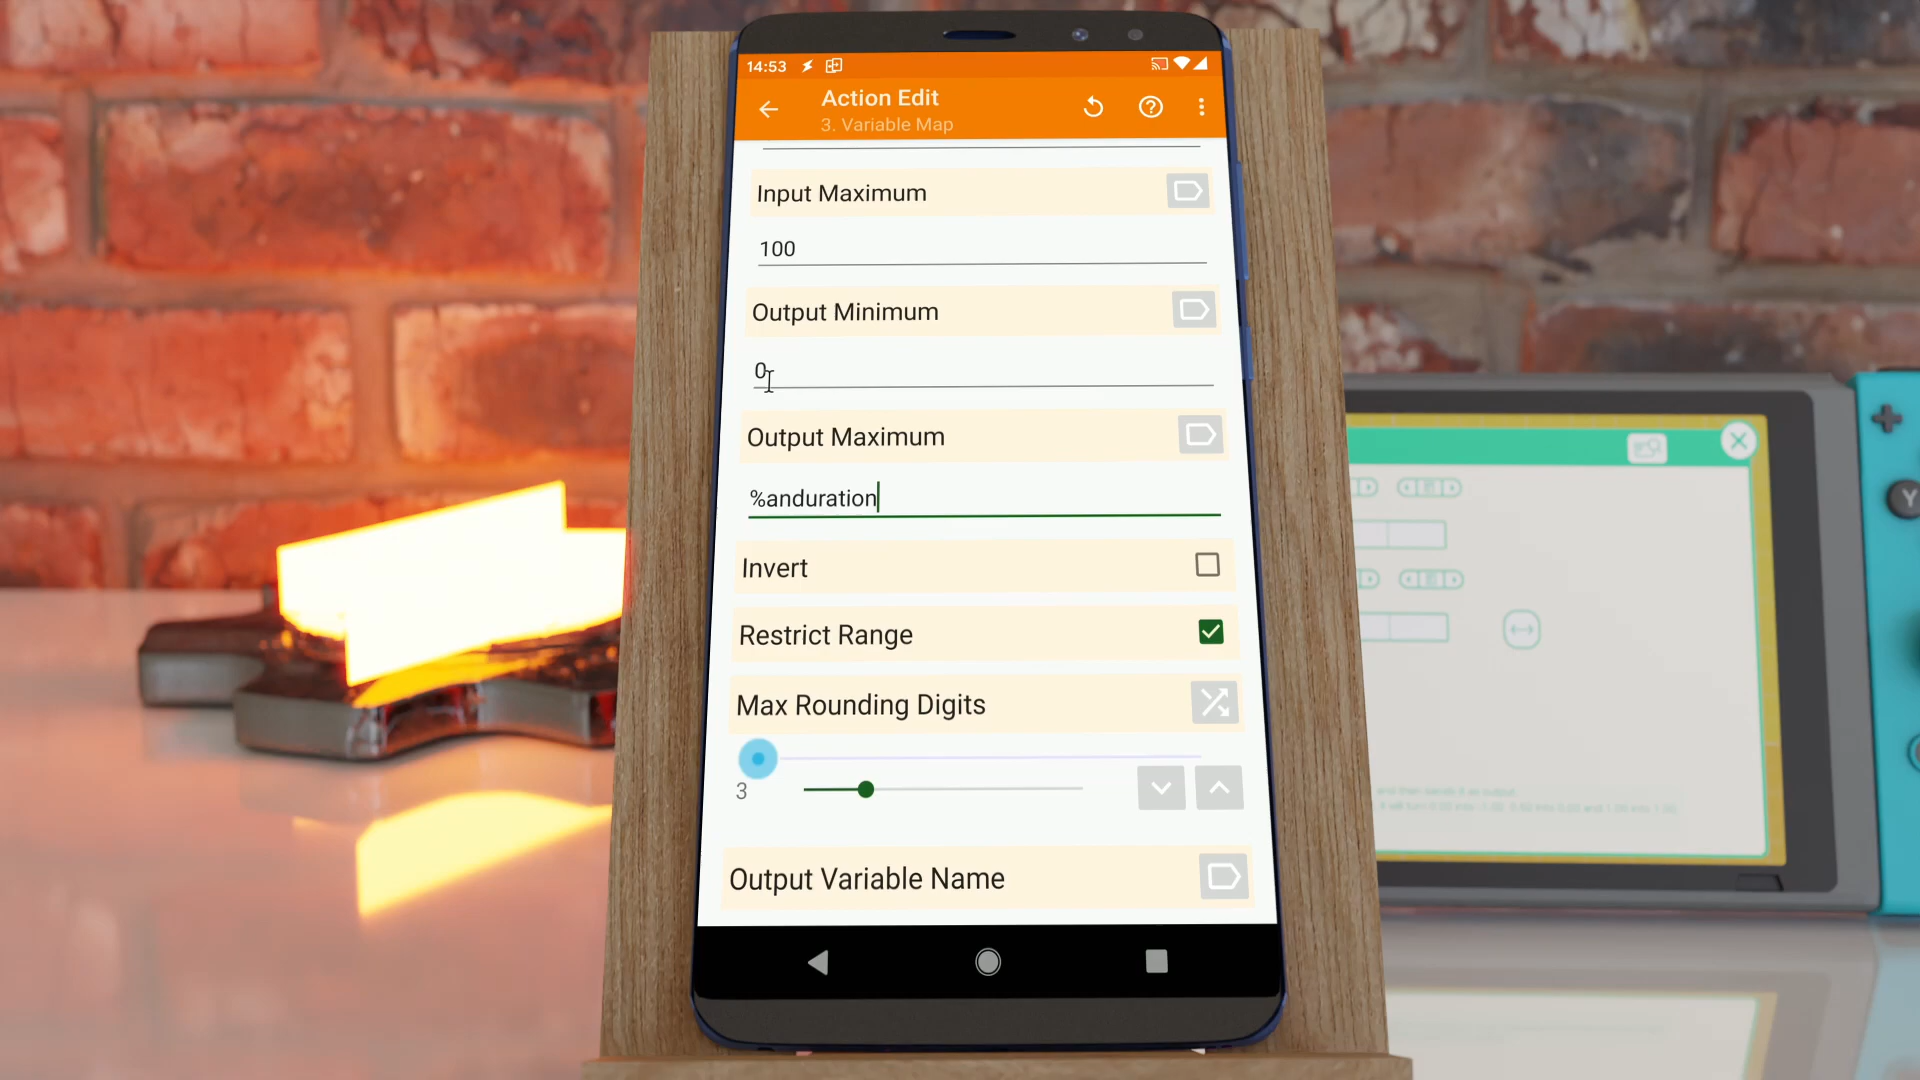 14:53
Action Edit
3. Variable Map
Input Maximum
100
Output Minimum
0
Output Maximum
%anduration
Invert
Restrict Range
Max Rounding Digits
3
Output Variable Name
Y